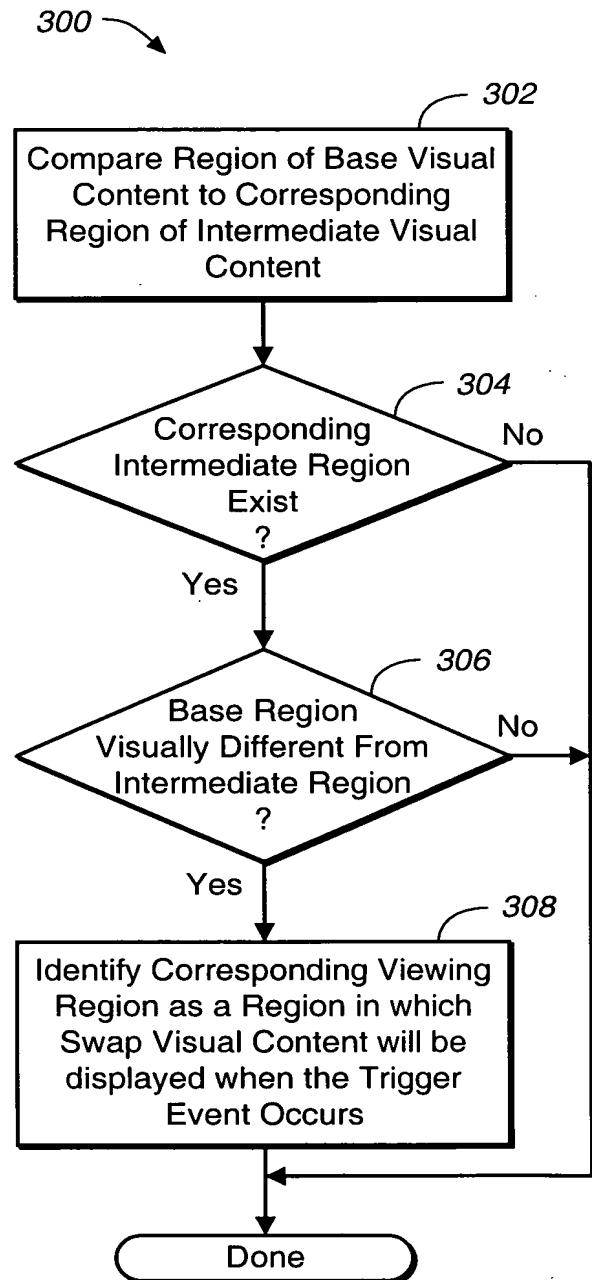 300
302
Compare Region of Base Visual
Content to Corresponding
Region of Intermediate Visual
Content
304
Corresponding
Intermediate Region
Exist
?
No
Yes
306
Base Region
Visually Different From
Intermediate Region
?
No
Yes
308
Identify Corresponding Viewing
Region as a Region in which
Swap Visual Content will be
displayed when the Trigger
Event Occurs
Done